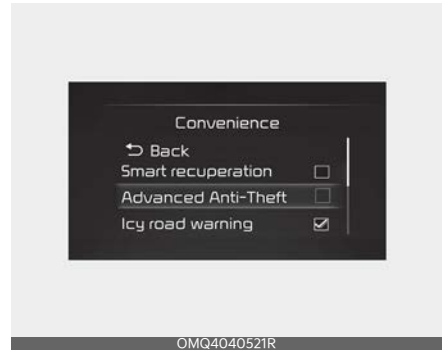 Convenience
Back
Smart recuperation
Advanced Anti-Theft
Icy road warning
OMQ4040521R